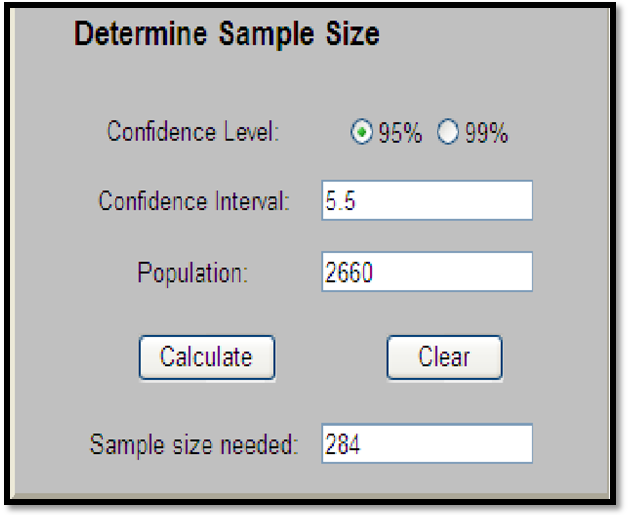 Determine Sample Size
Confidence Level: 95% 99%
Confidence Interval: 5.5
Population: 2660
Calculate Clear
Sample size needed: 284